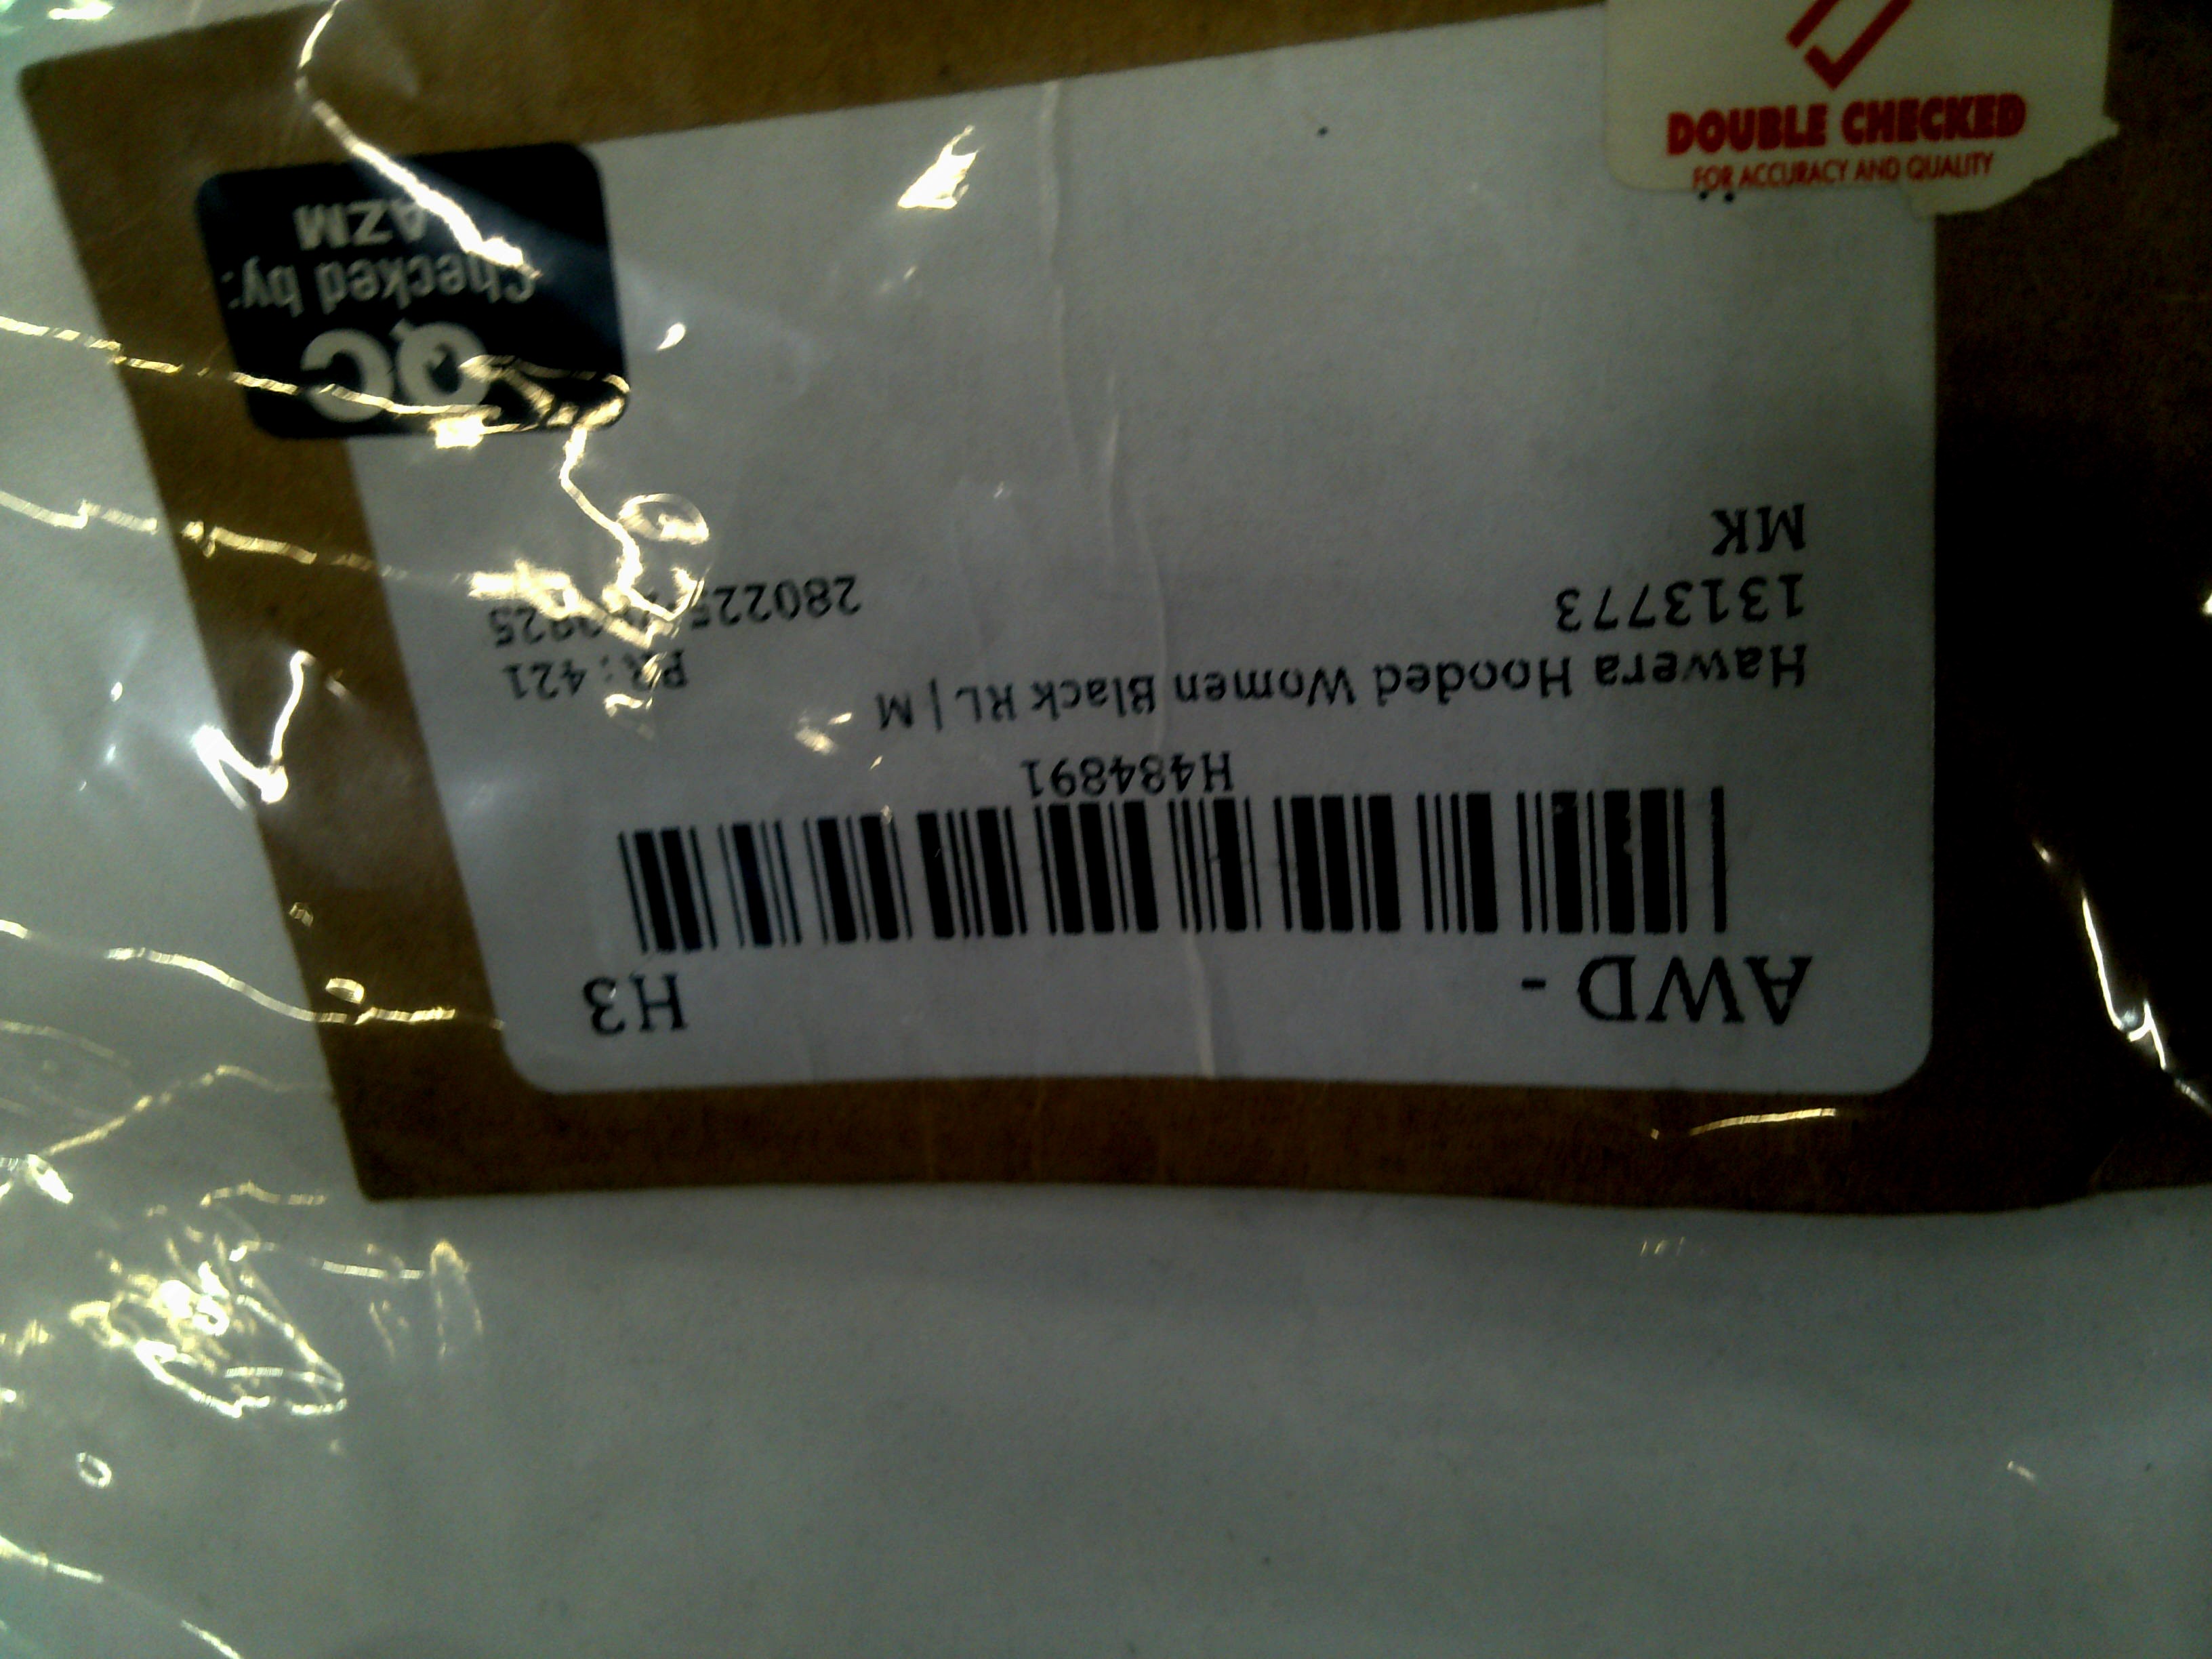 AWD -
H3
H484891
Hawera Hooded Women Black RL | M
1313773
MK
: 421
QC
Checked by:
AZM
DOUBLE CHECKED
FOR ACCURACY AND QUALITY